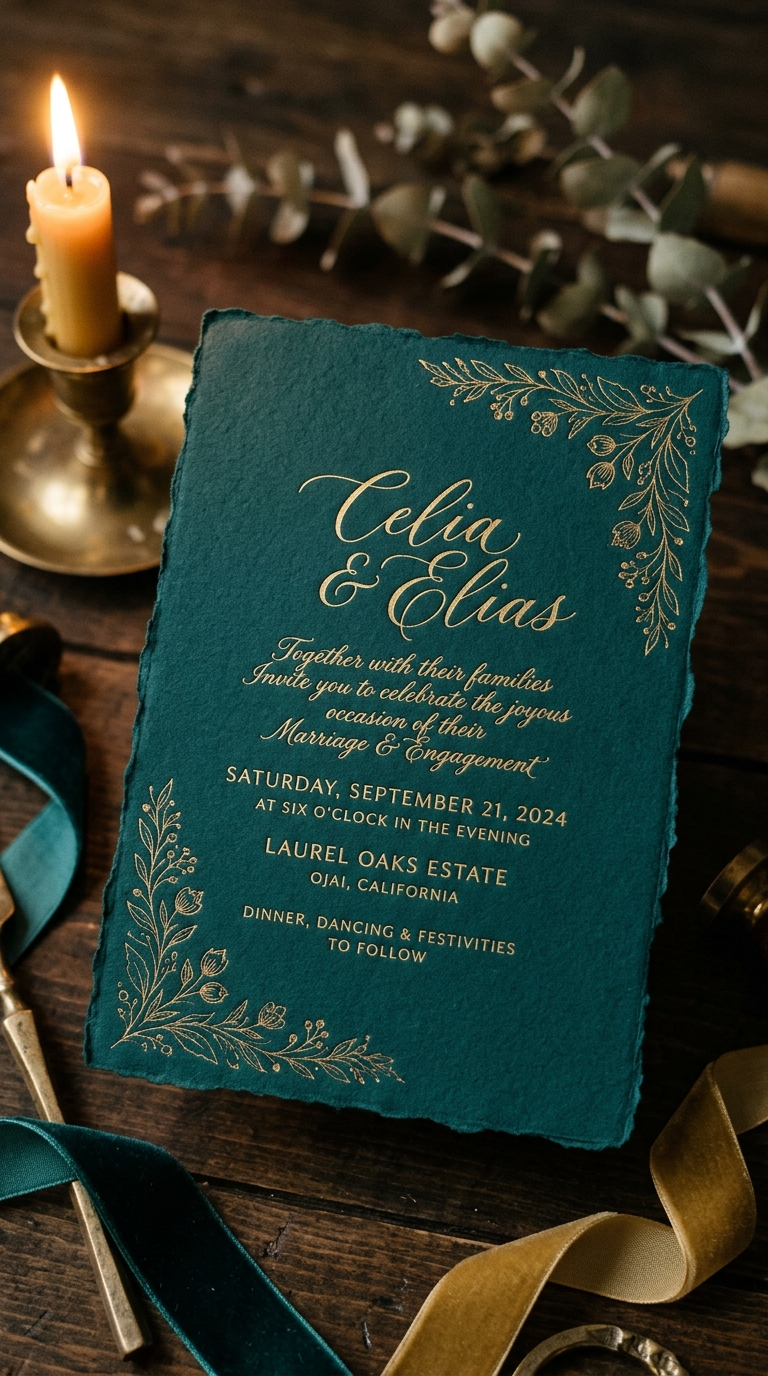 Celia
& Elias
Together with their families
Invite you to celebrate the joyous
occasion of their
Marriage & Engagement
SATURDAY, SEPTEMBER 21, 2024
AT SIX O'CLOCK IN THE EVENING
LAUREL OAKS ESTATE
OJAI, CALIFORNIA
DINNER, DANCING & FESTIVITIES
TO FOLLOW